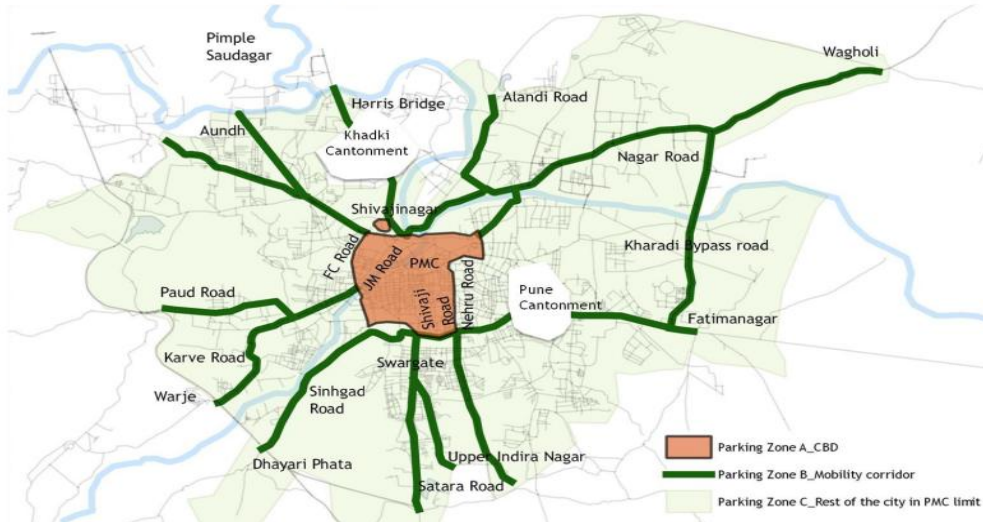 Pimple
Saudagar
Wagholi
Harris Bridge
Alandi Road
Aundh
Khadki
Cantonment
Nagar Road
Shivajinagar
FC Road
JM Road
PMC
Kharadi Bypass road
Shivaji
Road
Nehru Road
Pune
Cantonment
Paud Road
Fatimanagar
Karve Road
Swargate
Warje
Sinhgad
Road
Dhayari Phata
Upper Indira Nagar
Satara Road
Parking Zone A_CBD
Parking Zone B_Mobility corridor
Parking Zone C_Rest of the city in PMC limit